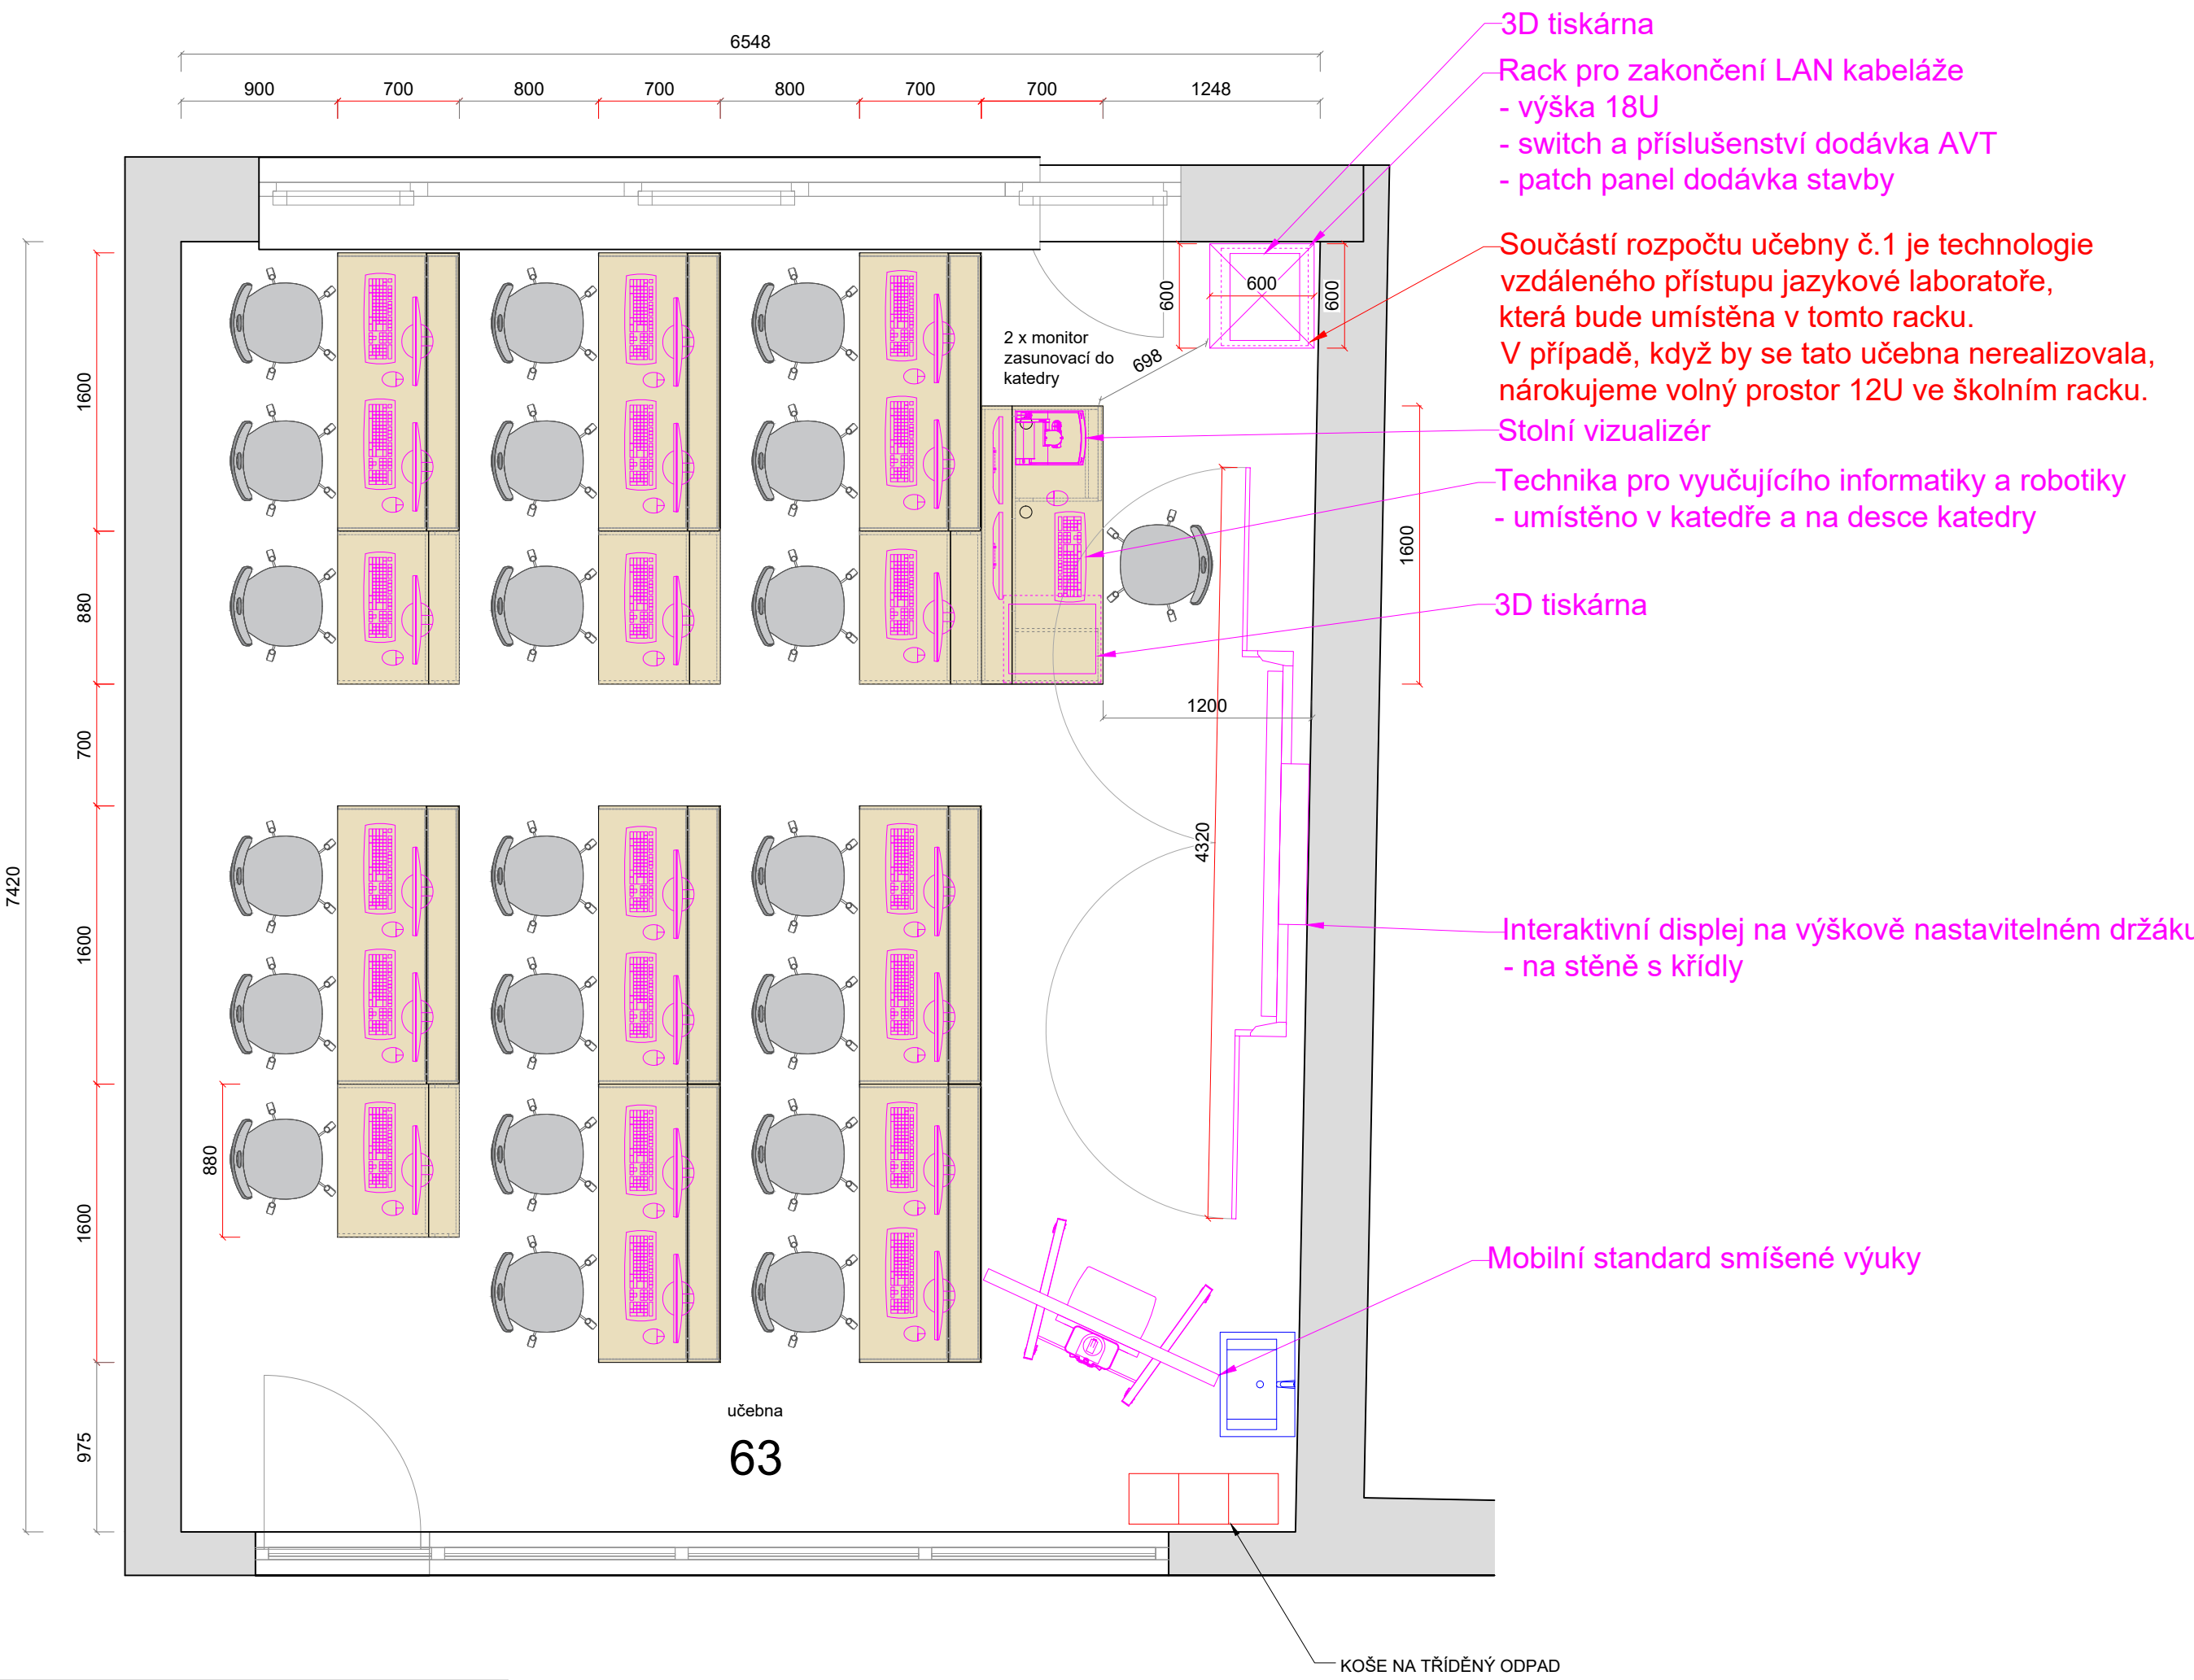 3D tiskárna
Rack pro zakončení LAN kabeláže
- výška 18U
- switch a příslušenství dodávka AVT
- patch panel dodávka stavby
Součástí rozpočtu učebny č.1 je technologie
vzdáleného přístupu jazykové laboratoře,
která bude umístěna v tomto racku.
V případě, když by se tato učebna nerealizovala,
nárokujeme volný prostor 12U ve školním racku.
Stolní vizualizér
Technika pro vyučujícího informatiky a robotiky
- umístěno v katedře a na desce katedry
3D tiskárna
Interaktivní displej na výškově nastavitelném držáku
- na stěně s křídly
Mobilní standard smíšené výuky
KOŠE NA TŘÍDĚNÝ ODPAD
6548
900
700
800
700
800
700
700
1248
2 x monitor
zasunovací do
katedry
600
600
600
698
1600
1200
4320
7420
1600
880
700
1600
1600
975
880
učebna
63